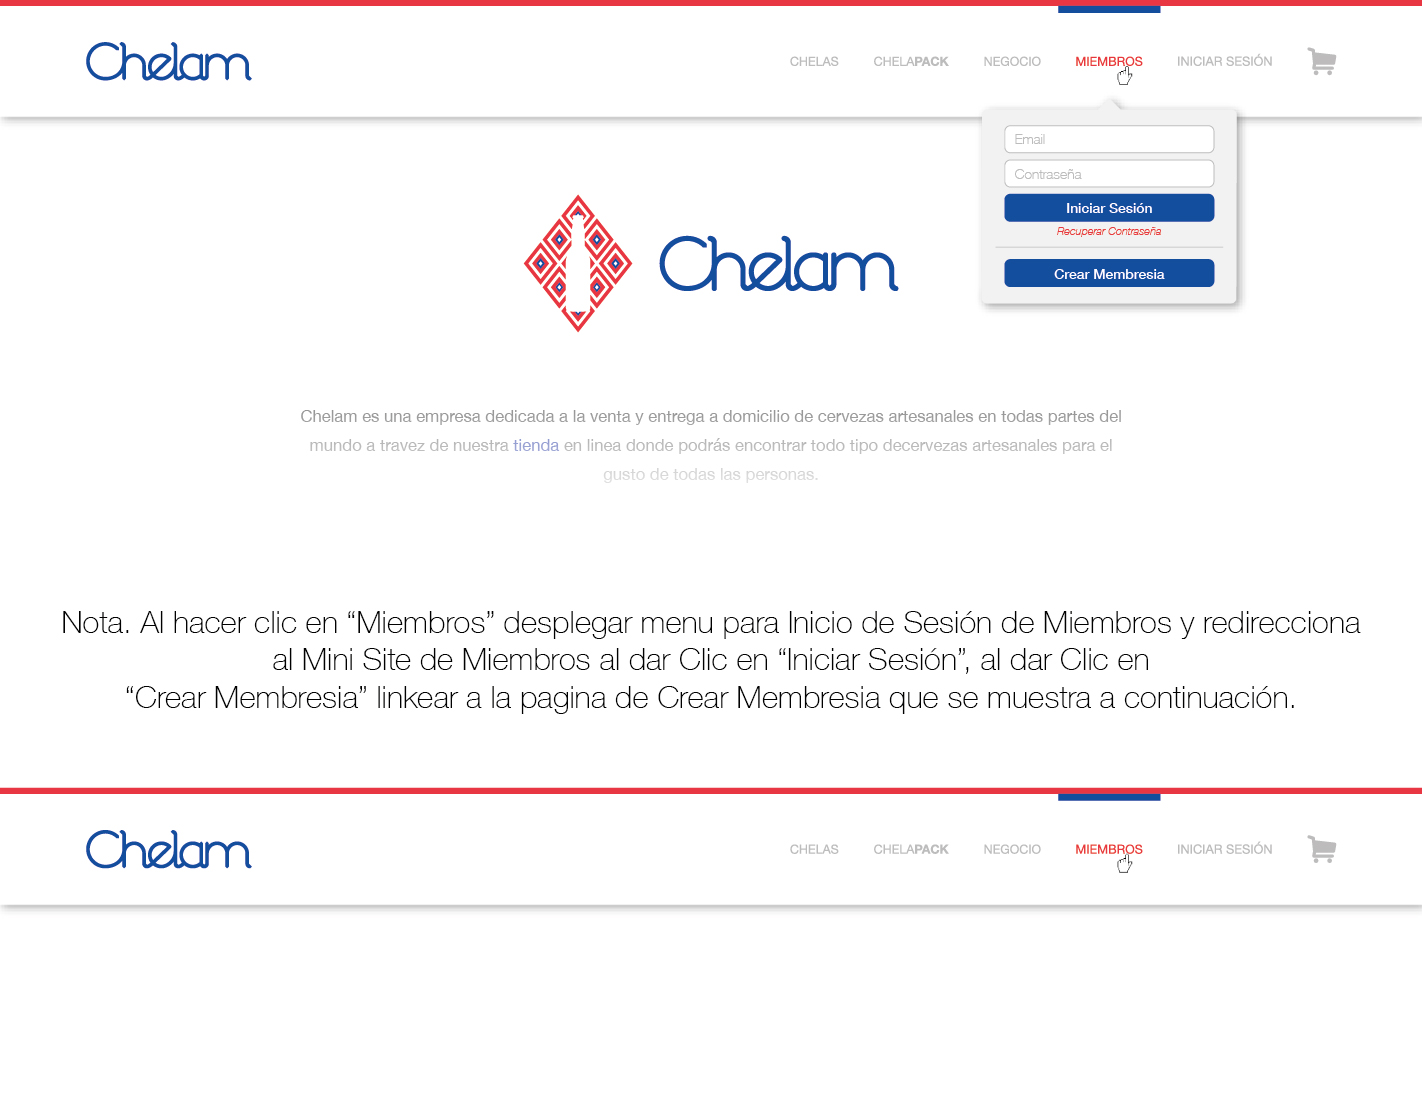 Chelam
CHELAS CHELAPACK NEGOCIO MIEMBROS INICIAR SESIÓN
Email
Contraseña
Iniciar Sesión
Recuperar Contraseña
Crear Membresia
Chelam
Chelam es una empresa dedicada a la venta y entrega a domicilio de cervezas artesanales en todas partes del
mundo a travez de nuestra tienda en linea donde podrás encontrar todo tipo decervezas artesanales para el
gusto de todas las personas.
Nota. Al hacer clic en “Miembros” desplegar menu para Inicio de Sesión de Miembros y redirecciona
al Mini Site de Miembros al dar Clic en “Iniciar Sesión”, al dar Clic en
“Crear Membresia” linkear a la pagina de Crear Membresia que se muestra a continuación.
Chelam
CHELAS CHELAPACK NEGOCIO MIEMBROS INICIAR SESIÓN